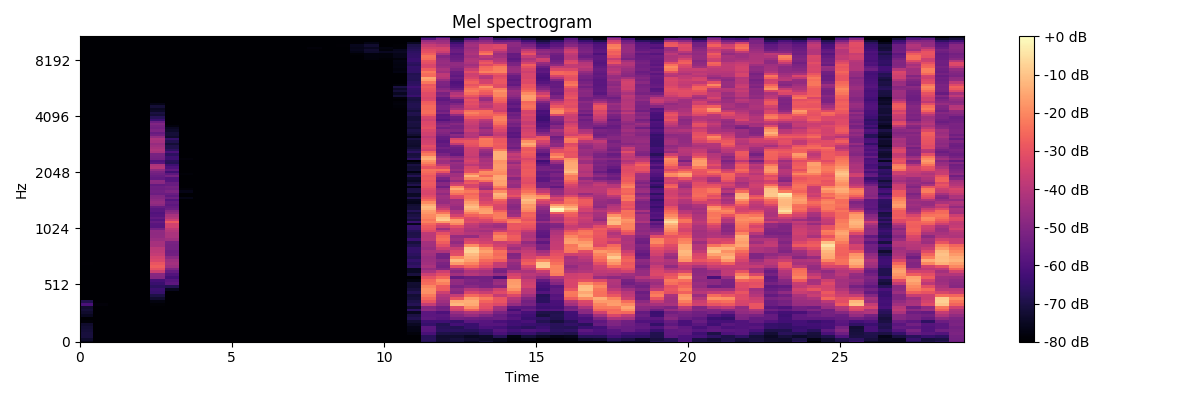 Mel spectrogram
8192
4096
2048
1024
512
0
Hz
0 5 10 15 20 25
Time
+0 dB
-10 dB
-20 dB
-30 dB
-40 dB
-50 dB
-60 dB
-70 dB
-80 dB